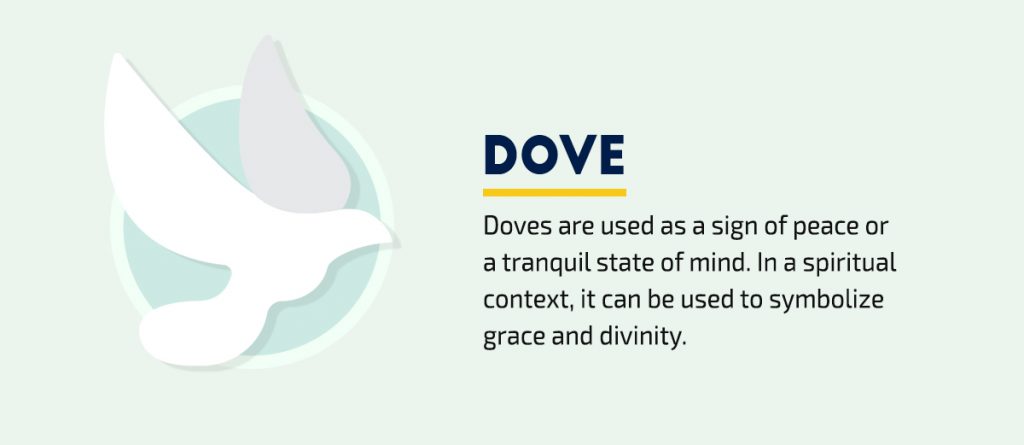 DOVE
Doves are used as a sign of peace or
a tranquil state of mind. In a spiritual
context, it can be used to symbolize
grace and divinity.